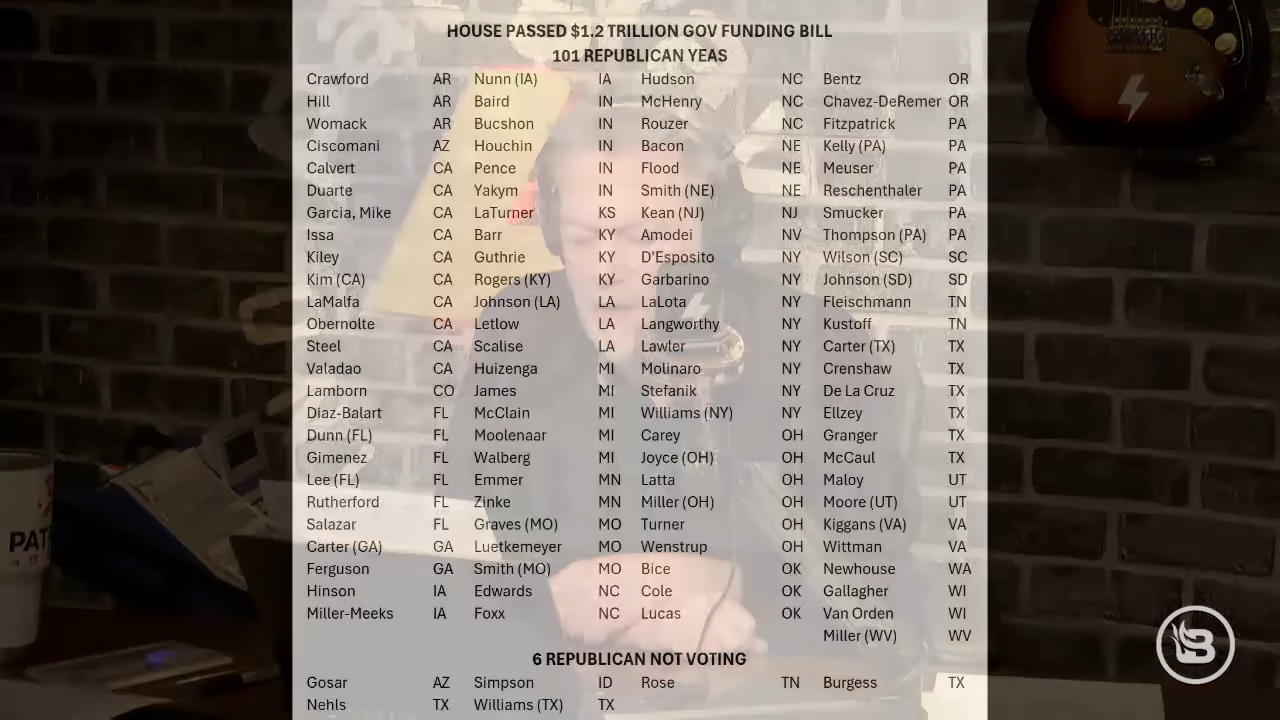 HOUSE PASSED $1.2 TRILLION GOV FUNDING BILL
101 REPUBLICAN YEAS
Crawford AR Nunn (IA) IA Hudson NC Bentz OR
Hill AR Baird IN McHenry NC Chavez-DeRemer OR
Womack AR Bucshon IN Rouzer NC Fitzpatrick PA
Ciscomani AZ Houchin IN Bacon NE Kelly (PA) PA
Calvert CA Pence IN Flood NE Meuser PA
Duarte CA Yakym IN Smith (NE) NE Reschenthaler PA
Garcia, Mike CA LaTurner KS Kean (NJ) NJ Smucker PA
Issa CA Barr KY Amodei NV Thompson (PA) PA
Kiley CA Guthrie KY D'Esposito NY Wilson (SC) SC
Kim (CA) CA Rogers (KY) KY Garbarino NY Johnson (SD) SD
LaMalfa CA Johnson (LA) LA LaLota NY Fleischmann TN
Obernolte CA Letlow LA Langworthy NY Kustoff TN
Steel CA Scalise LA Lawler NY Carter (TX) TX
Valadao CA Huizenga MI Molinaro NY Crenshaw TX
Lamborn CO James MI Stefanik NY De La Cruz TX
Diaz-Balart FL McClain MI Williams (NY) NY Ellzey TX
Dunn (FL) FL Moolenaar MI Carey OH Granger TX
Gimenez FL Walberg MI Joyce (OH) OH McCaul TX
Lee (FL) FL Emmer MN Latta OH Maloy UT
Rutherford FL Zinke MN Miller (OH) OH Moore (UT) UT
Salazar FL Graves (MO) MO Turner OH Kiggans (VA) VA
Carter (GA) GA Luetkemeyer MO Wenstrup OH Wittman VA
Ferguson GA Smith (MO) MO Bice OK Newhouse WA
Hinson IA Edwards NC Cole OK Gallagher WI
Miller-Meeks IA Foxx NC Lucas OK Van Orden WI
Miller (WV) WV
6 REPUBLICAN NOT VOTING
Gosar AZ Simpson ID Rose TN Burgess TX
Nehls TX Williams (TX) TX
PAT
B